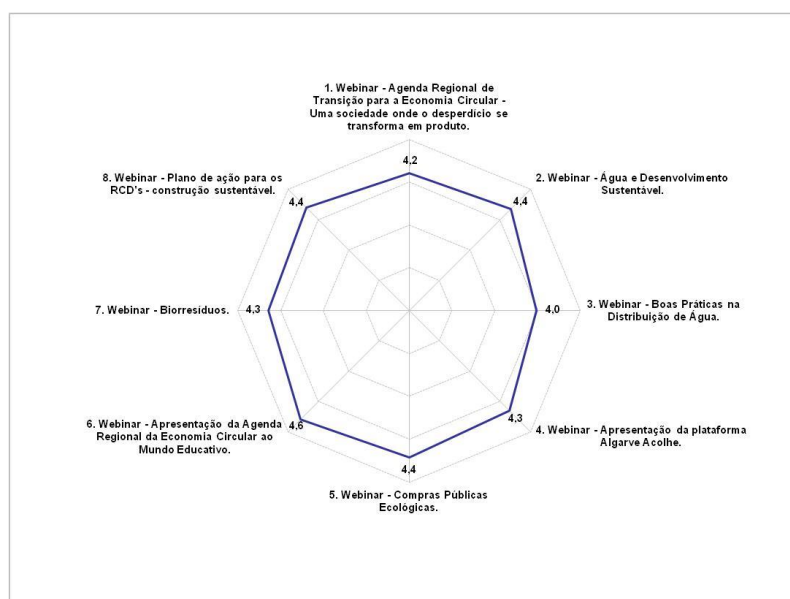 1. Webinar - Agenda Regional de
Transição para a Economia Circular -
Uma sociedade onde o desperdício se
transforma em produto.
4,2
2. Webinar - Água e Desenvolvimento
Sustentável.
4,4
3. Webinar - Boas Práticas na
Distribuição de Água.
4,0
4. Webinar - Apresentação da plataforma
Algarve Acolhe.
4,3
5. Webinar - Compras Públicas
Ecológicas.
4,4
6. Webinar - Apresentação da Agenda
Regional da Economia Circular ao
Mundo Educativo.
4,6
7. Webinar - Biorresíduos.
4,3
8. Webinar - Plano de ação para os
RCD's - construção sustentável.
4,4